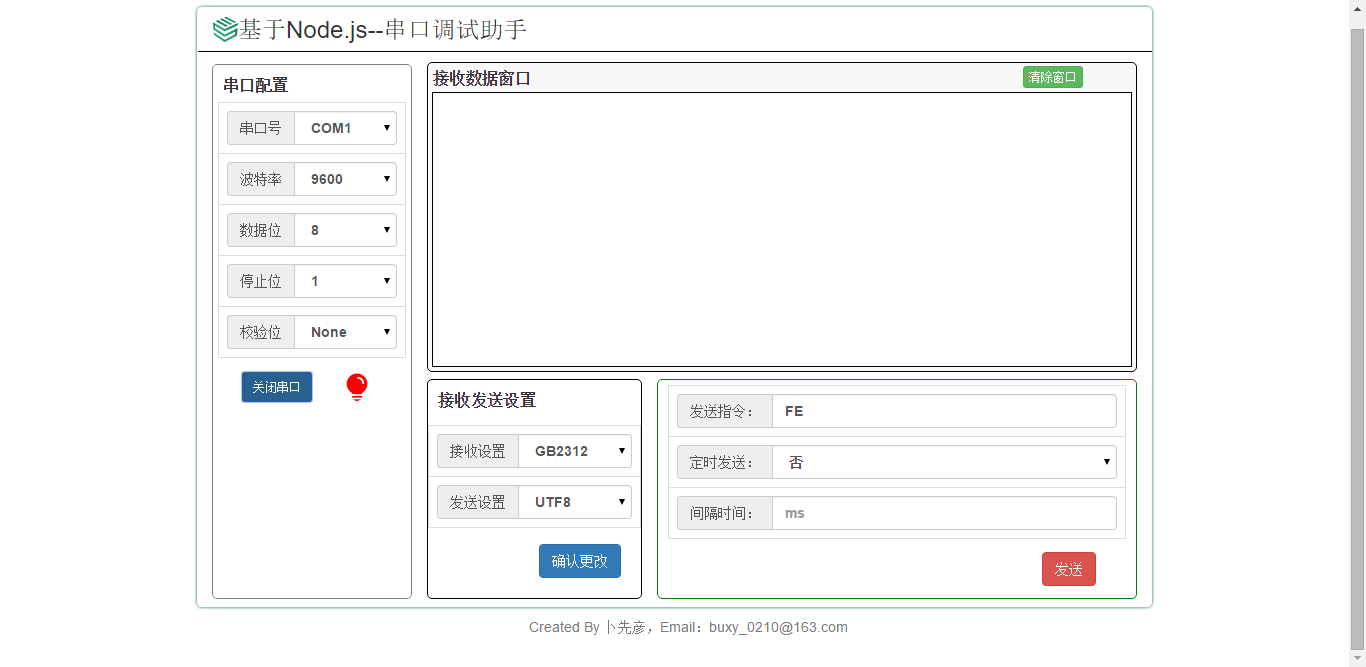 基于Node.js--串口调试助手
串口配置
串口号 COM1
波特率 9600
数据位 8
停止位 1
校验位 None
关闭串口
接收数据窗口 清除窗口
接收发送设置
接收设置 GB2312
发送设置 UTF8
确认更改
发送指令： FE
定时发送： 否
间隔时间： ms
发送
Created By 卜先彦，Email：buxy_0210@163.com